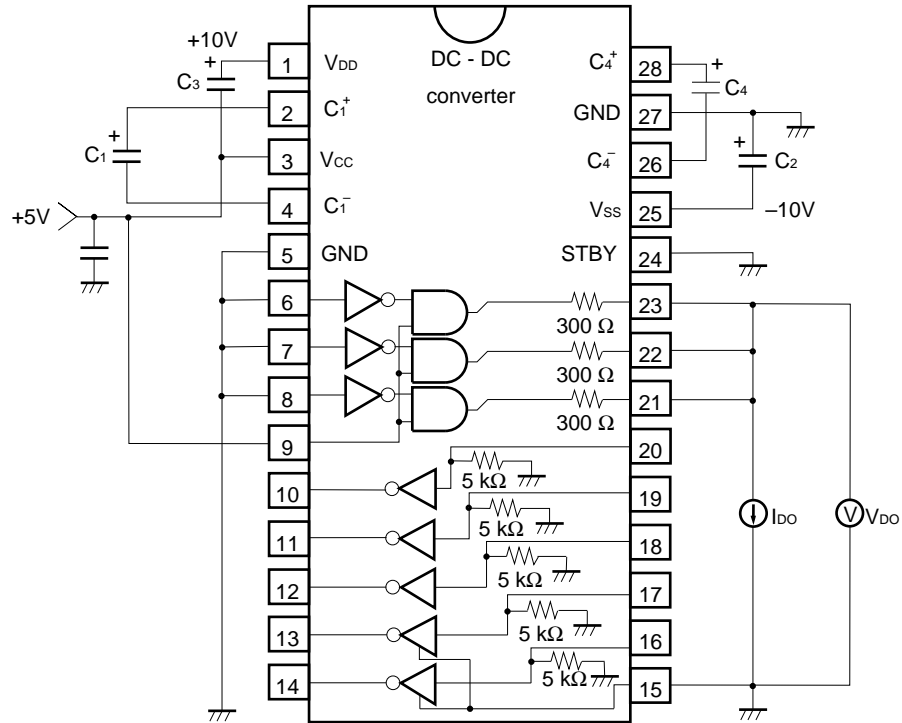 +10V
+
C3
+
C1
+5V
1 VDD
2 C1+
3 VCC
4 C1−
5 GND
6
7
8
9
10
11
12
13
14
DC - DC
converter
C4+ 28
GND 27
C4− 26
VSS 25
STBY 24
23
300 Ω
22
300 Ω
21
300 Ω
20
5 kΩ
19
5 kΩ
18
5 kΩ
17
5 kΩ
16
5 kΩ
15
+
C4
+
C2
−10V
IDO
V VDO